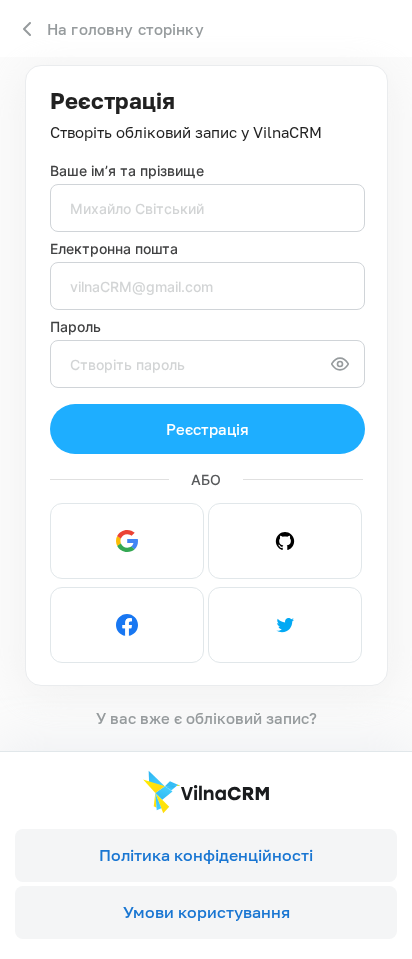 На головну сторінку
Реєстрація
Створіть обліковий запис у VilnaCRM
Ваше ім’я та прізвище
Михайло Світський
Електронна пошта
vilnaCRM@gmail.com
Пароль
Створіть пароль
Реєстрація
АБО
У вас вже є обліковий запис?
VilnaCRM
Політика конфіденційності
Умови користування